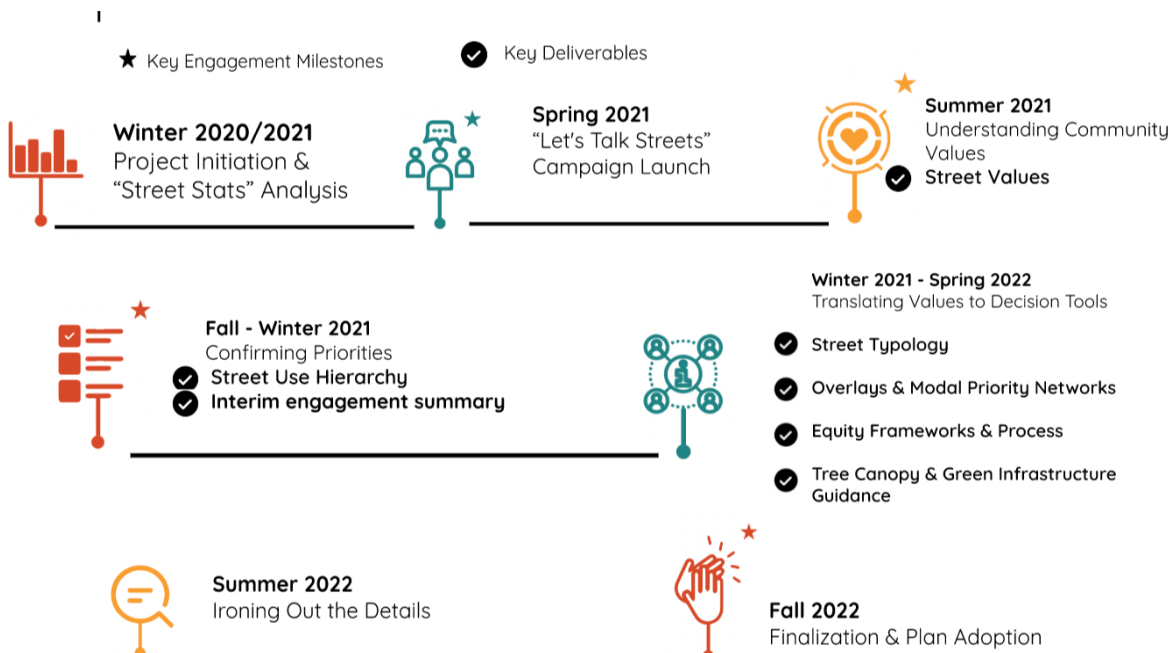 Key Engagement Milestones
Key Deliverables
Winter 2020/2021
Project Initiation &
“Street Stats” Analysis
Spring 2021
“Let's Talk Streets”
Campaign Launch
Summer 2021
Understanding Community
Values
Street Values
Fall - Winter 2021
Confirming Priorities
Street Use Hierarchy
Interim engagement summary
Winter 2021 - Spring 2022
Translating Values to Decision Tools
Street Typology
Overlays & Modal Priority Networks
Equity Frameworks & Process
Tree Canopy & Green Infrastructure
Guidance
Summer 2022
Ironing Out the Details
Fall 2022
Finalization & Plan Adoption